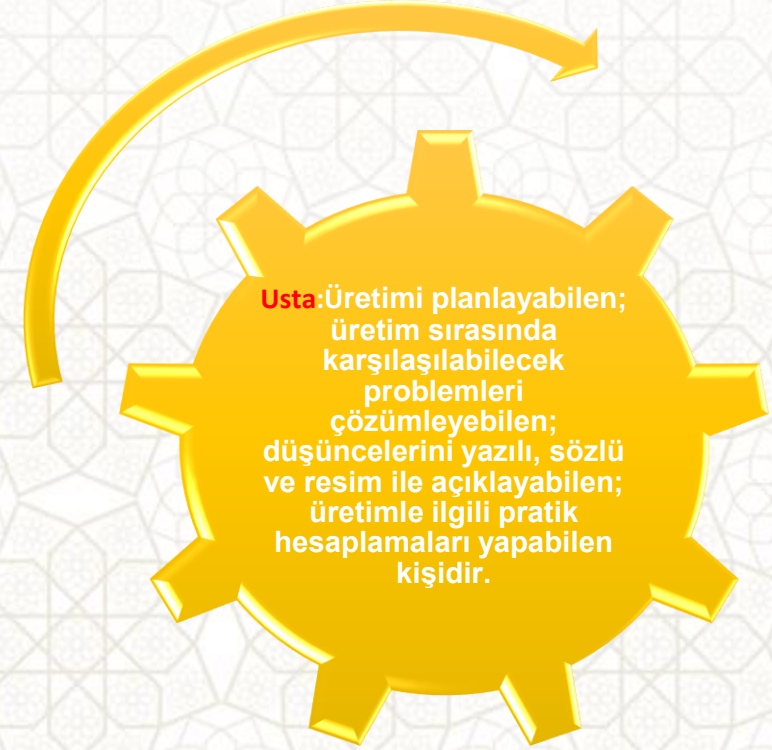 Usta:Üretimi planlayabilen;
üretim sırasında
karşılaşılabilecek
problemleri
çözümleyebilen;
düşüncelerini yazılı, sözlü
ve resim ile açıklayabilen;
üretimle ilgili pratik
hesaplamaları yapabilen
kişidir.